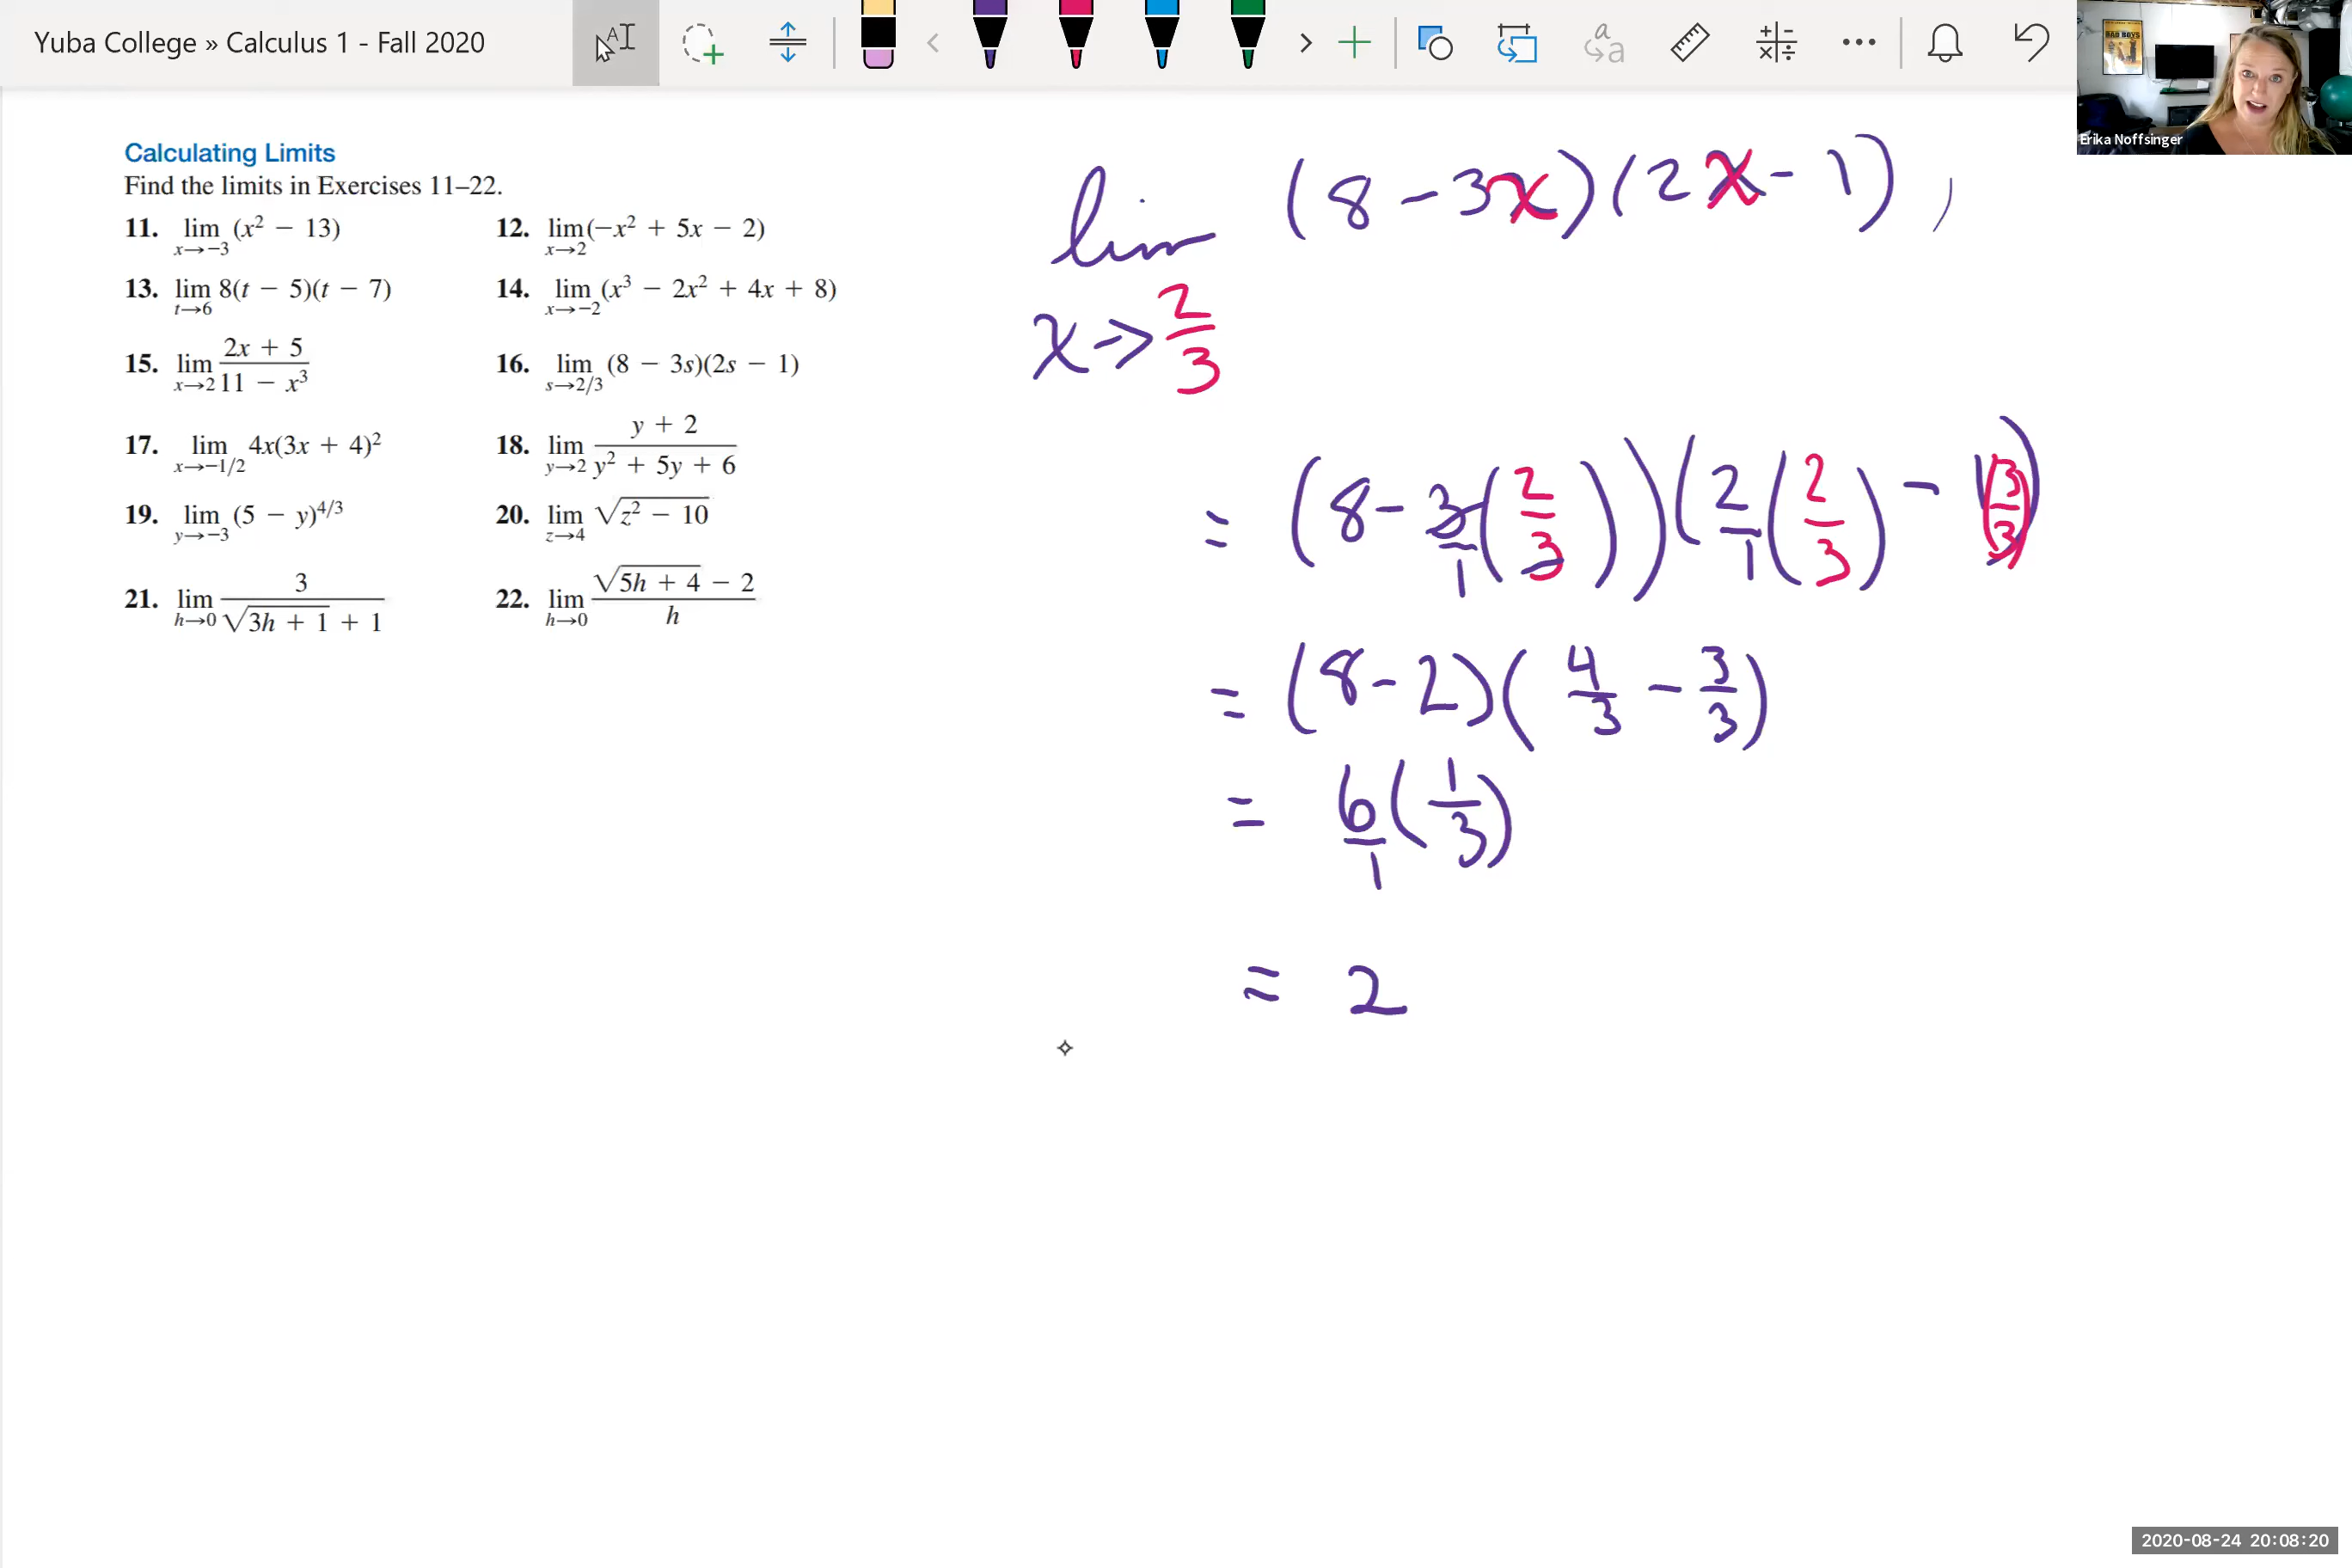 Yuba College » Calculus 1 - Fall 2020
Erika Noffsinger
Calculating Limits
Find the limits in Exercises 11–22.
11. lim x→−3 (x² − 13)
12. lim x→2 (−x² + 5x − 2)
13. lim t→6 8(t − 5)(t − 7)
14. lim x→−2 (x³ − 2x² + 4x + 8)
15. lim x→2 (2x + 5)/(11 − x³)
16. lim s→2/3 (8 − 3s)(2s − 1)
17. lim x→−1/2 4x(3x + 4)²
18. lim y→2 (y + 2)/(y² + 5y + 6)
19. lim y→−3 (5 − y)^4/3
20. lim z→4 √(z² − 10)
21. lim h→0 3/(√(3h + 1) + 1)
22. lim h→0 (√(5h + 4) − 2)/h
lim x→2/3 (8 − 3x)(2x − 1),
= (8 − 3/1(2/3))(2/1(2/3) − 1(3/3))
= (8 − 2)(4/3 − 3/3)
= 6/1(1/3)
= 2
2020-08-24 20:08:20